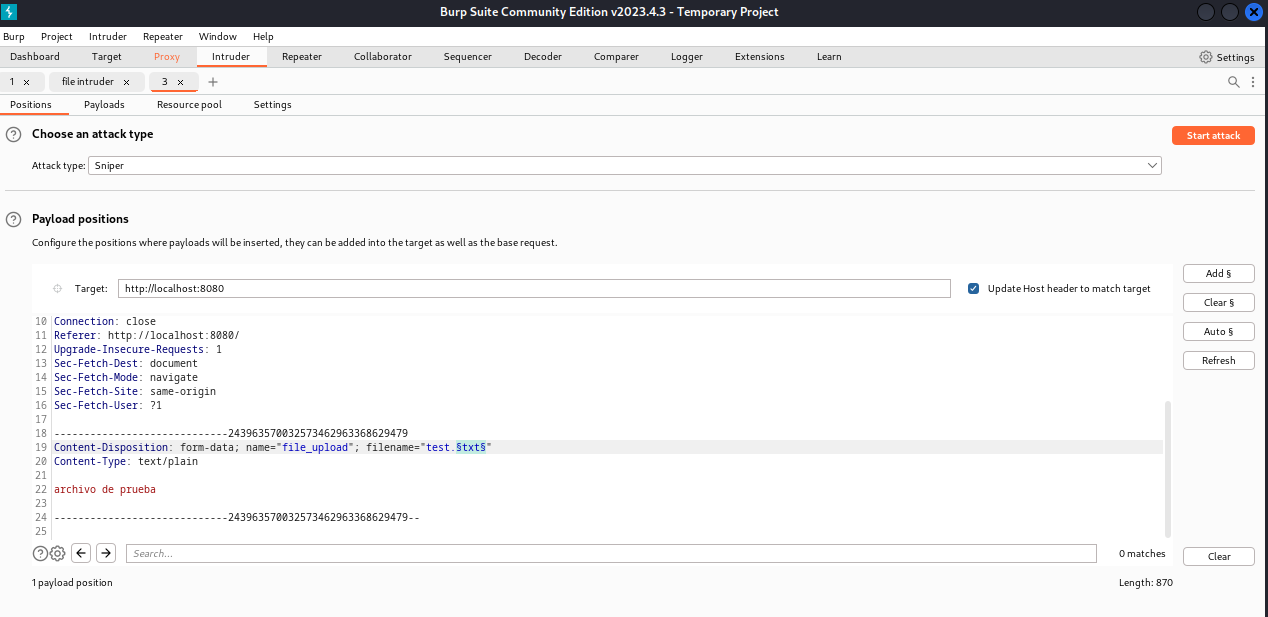 Burp Suite Community Edition v2023.4.3 - Temporary Project
Burp Project Intruder Repeater Window Help
Dashboard Target Proxy Intruder Repeater Collaborator Sequencer Decoder Comparer Logger Extensions Learn Settings
1 × file intruder × 3 × +
Positions Payloads Resource pool Settings
? Choose an attack type Start attack
Attack type: Sniper
? Payload positions
Configure the positions where payloads will be inserted, they can be added into the target as well as the base request.
Add §
Target: http://localhost:8080 Update Host header to match target
Clear §
Auto §
Refresh
10 Connection: close
11 Referer: http://localhost:8080/
12 Upgrade-Insecure-Requests: 1
13 Sec-Fetch-Dest: document
14 Sec-Fetch-Mode: navigate
15 Sec-Fetch-Site: same-origin
16 Sec-Fetch-User: ?1
17
18 -----------------------------243963570032573462963368629479
19 Content-Disposition: form-data; name="file_upload"; filename="test.§txt§"
20 Content-Type: text/plain
21
22 archivo de prueba
23
24 -----------------------------243963570032573462963368629479--
25
? Search... 0 matches Clear
1 payload position Length: 870